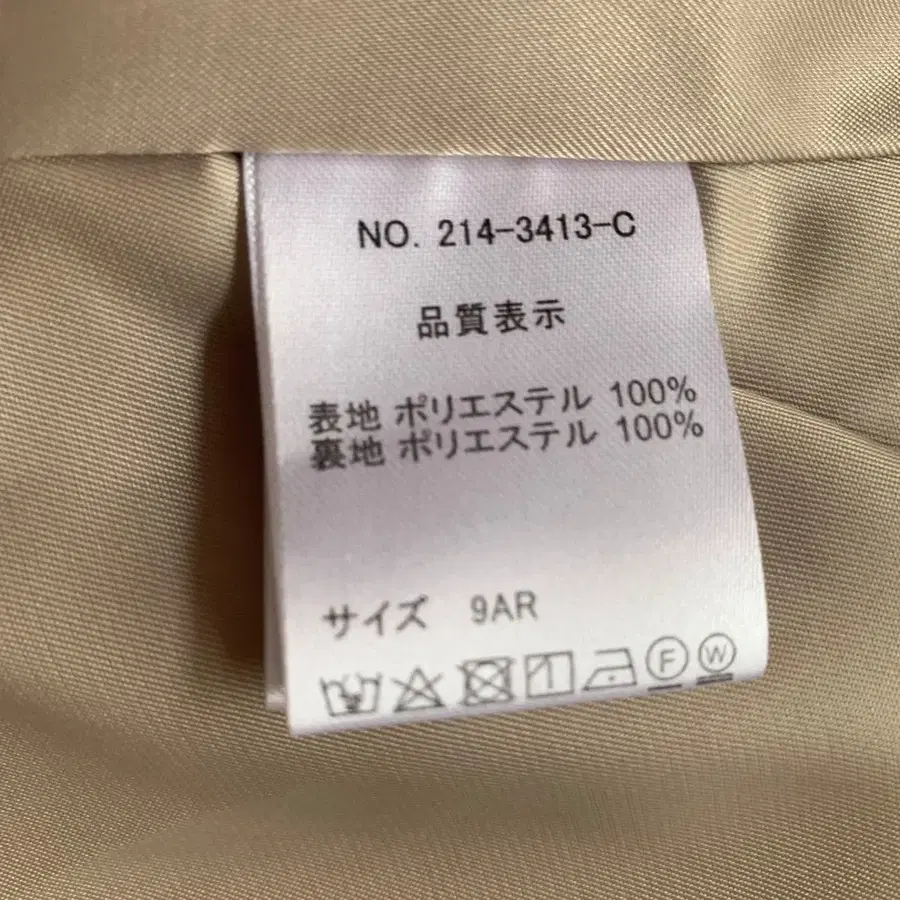 NO. 214-3413-C
品質表示
表地 ポリエステル 100%
裏地 ポリエステル 100%
サイズ 9AR
F W